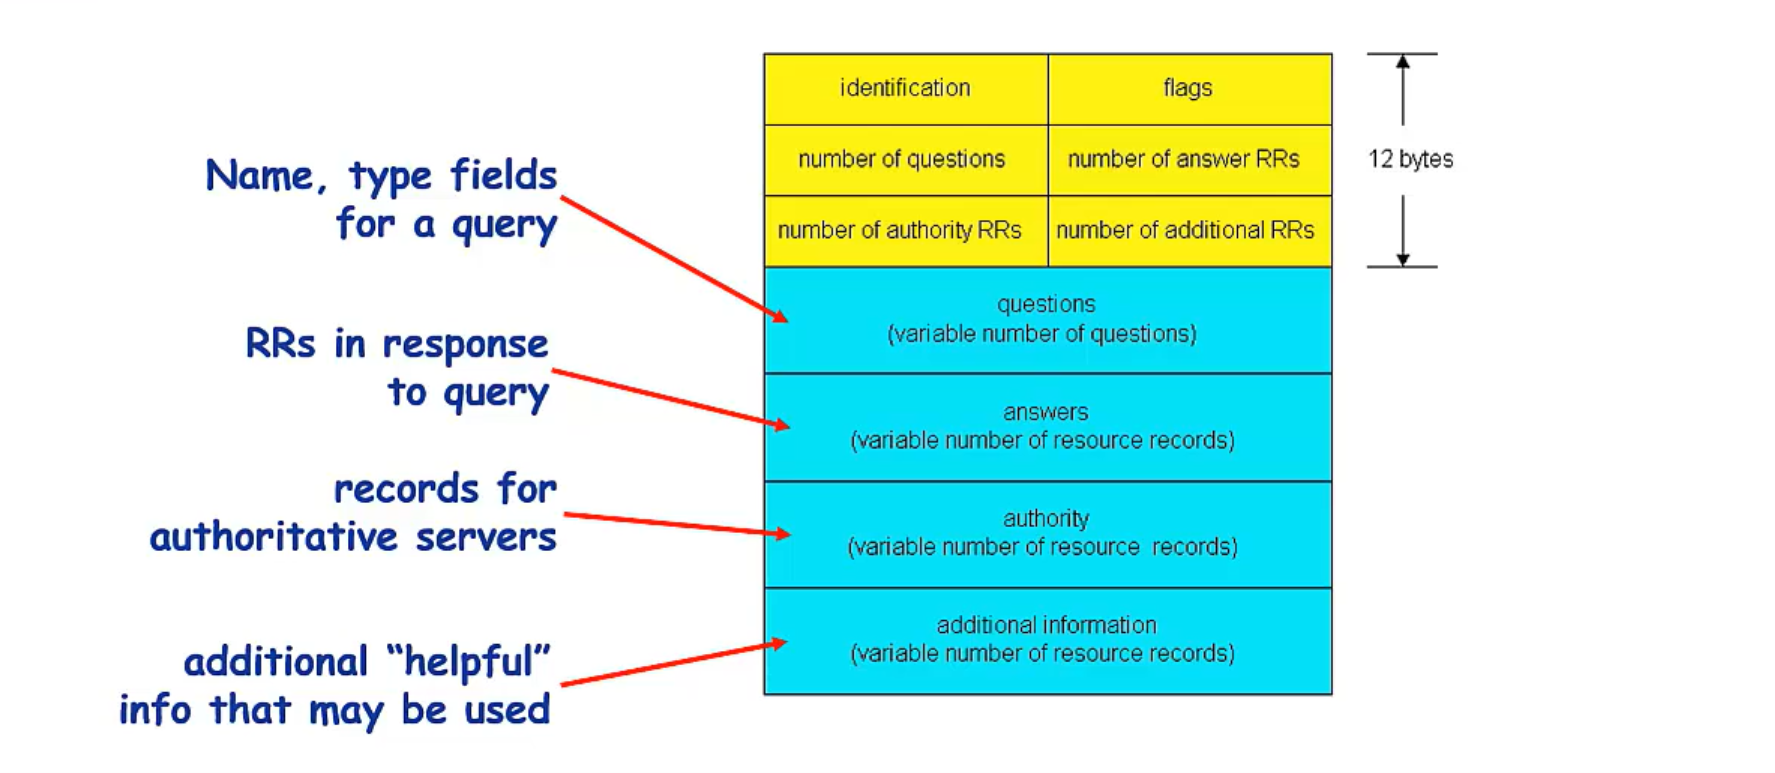 identification
flags
number of questions
number of answer RRs
12 bytes
number of authority RRs
number of additional RRs
Name, type fields
for a query
questions
(variable number of questions)
RRs in response
to query
answers
(variable number of resource records)
records for
authoritative servers
authority
(variable number of resource records)
additional “helpful”
info that may be used
additional information
(variable number of resource records)